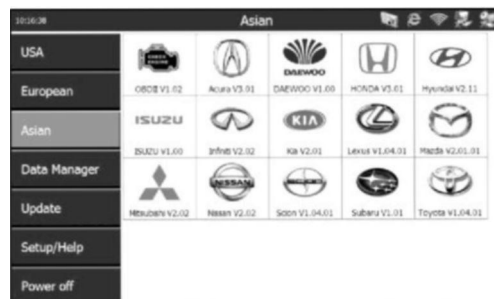 10:16:38
Asian
USA
European
Asian
Data Manager
Update
Setup/Help
Power off
CHECK ENGINE
DAEWOO
OBDII V1.02
Acura V3.01
DAEWOO V1.00
HONDA V3.01
Hyundai V2.11
ISUZU
KIA
ISUZU V1.00
Infiniti V2.02
Kia V2.01
Lexus V1.04.01
Mazda V2.01.01
NISSAN
Mitsubishi V2.02
Nissan V2.02
Scion V1.04.01
Subaru V1.01
Toyota V1.04.01